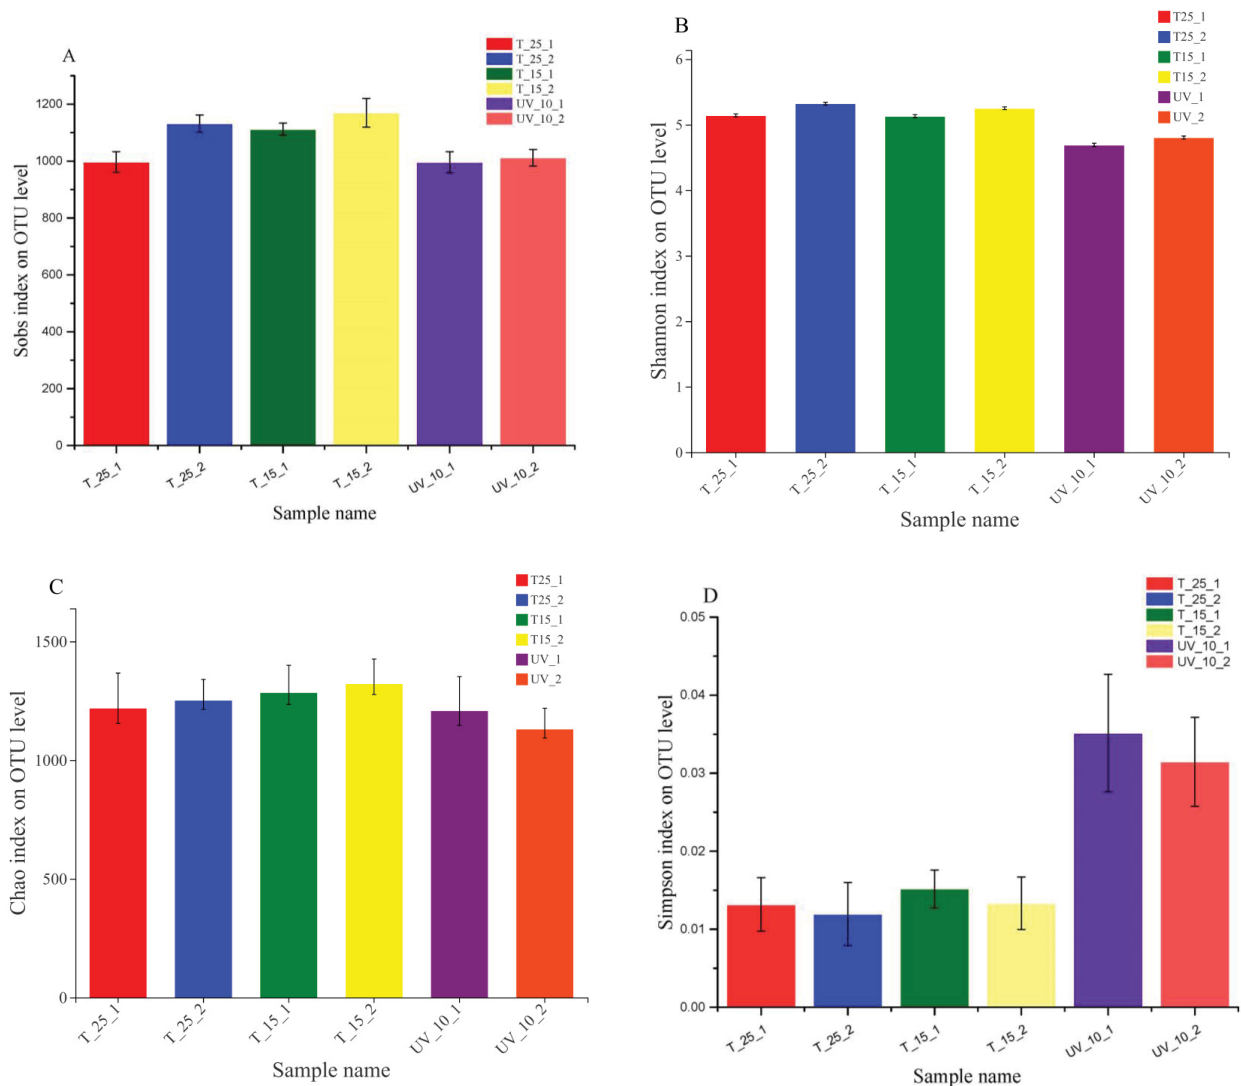 A
T_25_1
T_25_2
T_15_1
T_15_2
UV_10_1
UV_10_2
1200
1000
800
600
400
200
0
Sobs index on OTU level
T_25_1
T_25_2
T_15_1
T_15_2
UV_10_1
UV_10_2
Sample name
B
T25_1
T25_2
T15_1
T15_2
UV_1
UV_2
6
5
4
3
2
1
0
Shannon index on OTU level
T_25_1
T_25_2
T_15_1
T_15_2
UV_10_1
UV_10_2
Sample name
C
T25_1
T25_2
T15_1
T15_2
UV_1
UV_2
1500
1000
500
0
Chao index on OTU level
T_25_1
T_25_2
T_15_1
T_15_2
UV_10_1
UV_10_2
Sample name
D
T_25_1
T_25_2
T_15_1
T_15_2
UV_10_1
UV_10_2
0.05
0.04
0.03
0.02
0.01
0.00
Simpson index on OTU level
T_25_1
T_25_2
T_15_1
T_15_2
UV_10_1
UV_10_2
Sample name